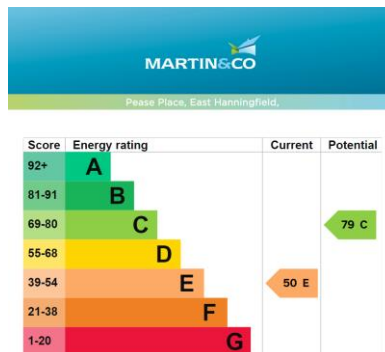 MARTIN&CO
Pease Place, East Hanningfield,
Score Energy rating Current Potential
92+ A
81-91 B
69-80 C 79 C
55-68 D
39-54 E 50 E
21-38 F
1-20 G